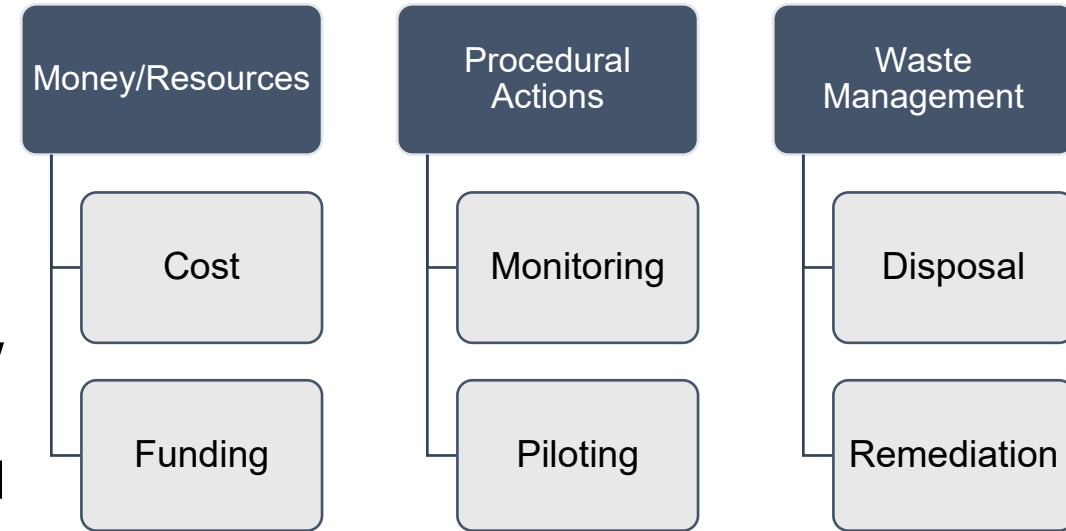 Money/Resources
Cost
Funding
Procedural
Actions
Monitoring
Piloting
Waste
Management
Disposal
Remediation